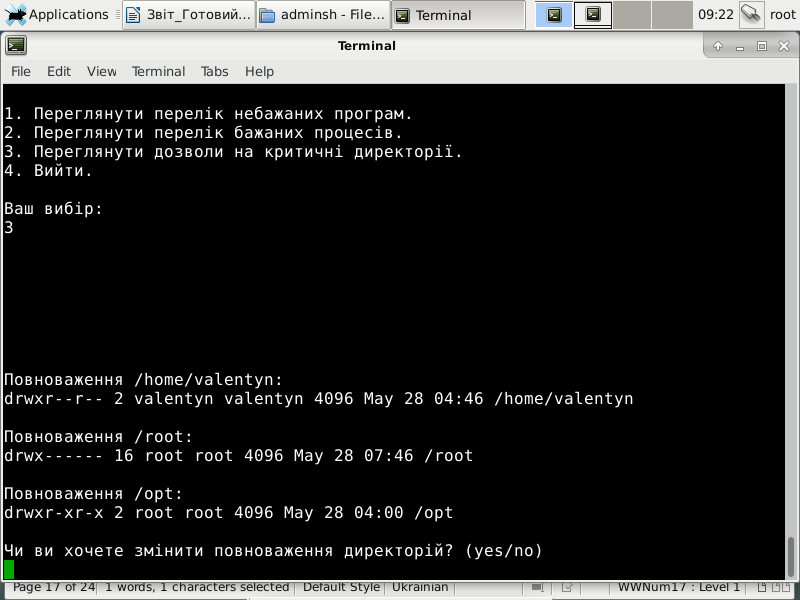 Applications Звіт_Готовий... adminsh - File... Terminal 09:22 root
Terminal
File Edit View Terminal Tabs Help
1. Переглянути перелік небажаних програм.
2. Переглянути перелік бажаних процесів.
3. Переглянути дозволи на критичні директорії.
4. Вийти.
Ваш вибір:
3
Повноваження /home/valentyn:
drwxr--r-- 2 valentyn valentyn 4096 May 28 04:46 /home/valentyn
Повноваження /root:
drwx------ 16 root root 4096 May 28 07:46 /root
Повноваження /opt:
drwxr-xr-x 2 root root 4096 May 28 04:00 /opt
Чи ви хочете змінити повноваження директорій? (yes/no)
Page 17 of 24 1 words, 1 characters selected Default Style Ukrainian WWNum17 : Level 1